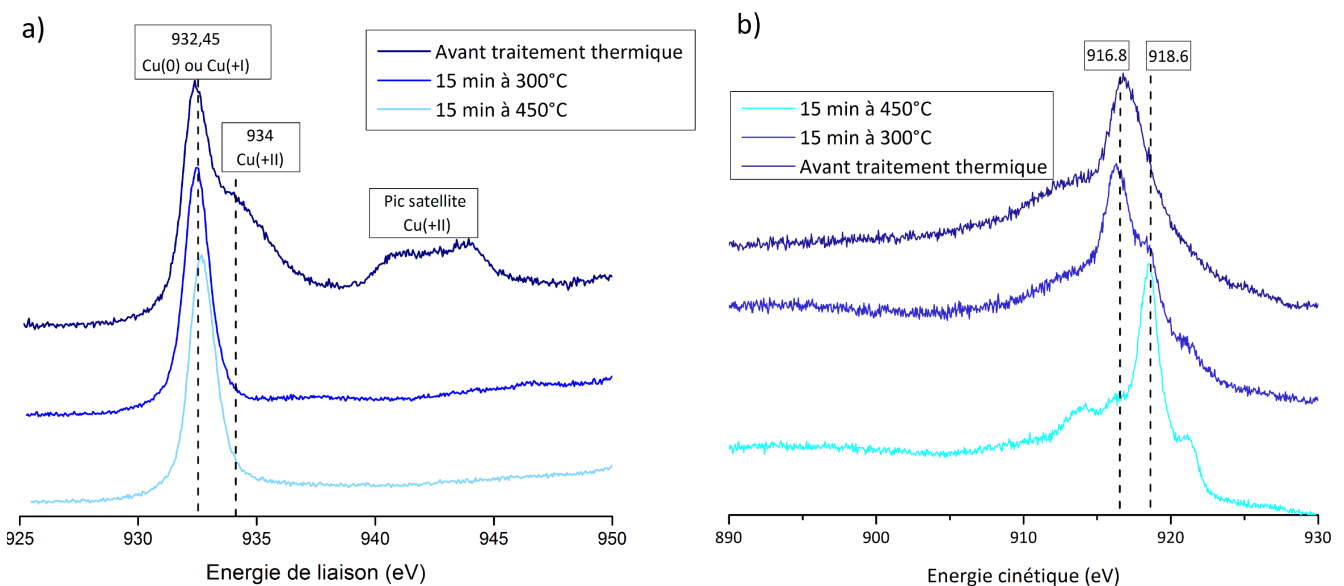 a)
932,45
Cu(0) ou Cu(+I)
934
Cu(+II)
Pic satellite
Cu(+II)
Avant traitement thermique
15 min à 300°C
15 min à 450°C
925
930
935
940
945
950
Energie de liaison (eV)
b)
916.8
918.6
15 min à 450°C
15 min à 300°C
Avant traitement thermique
890
900
910
920
930
Energie cinétique (eV)